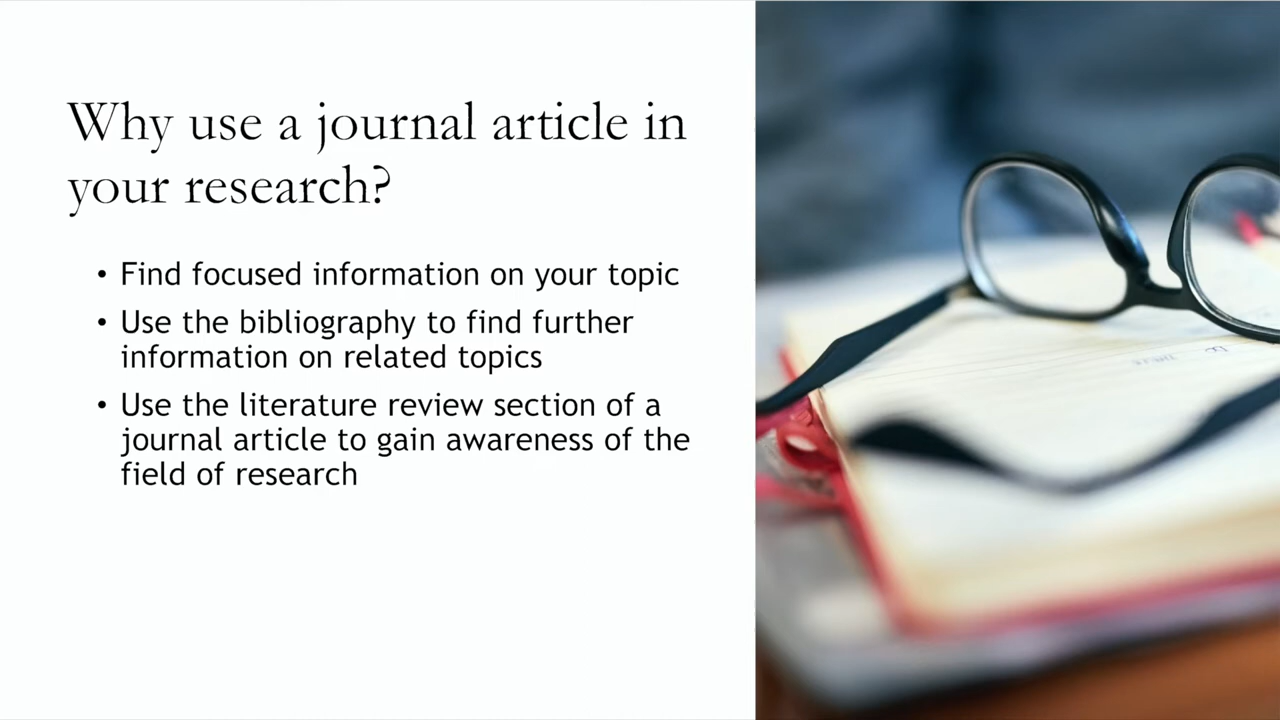 Why use a journal article in
your research?
• Find focused information on your topic
• Use the bibliography to find further
information on related topics
• Use the literature review section of a
journal article to gain awareness of the
field of research